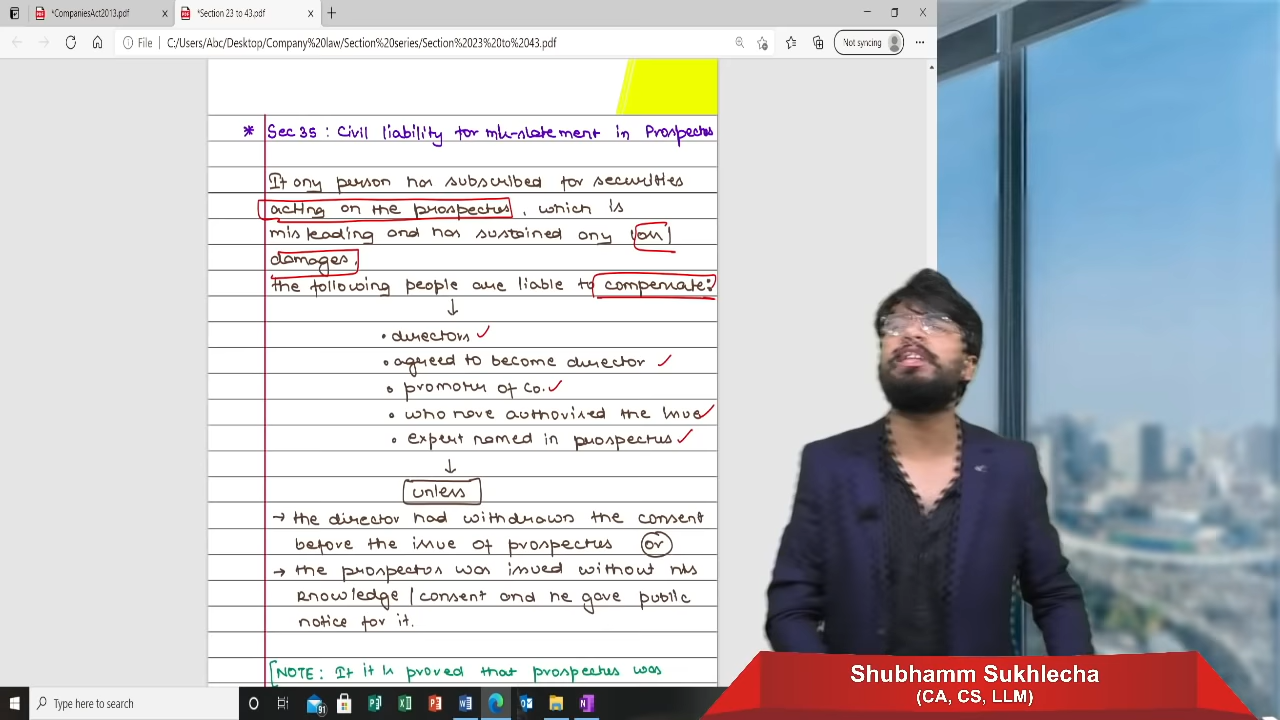 *CompaniesAct2013.pdf
*Section 23 to 43.pdf
File
C:/Users/Abc/Desktop/Company%20law/Section%20series/Section%2023%20to%2043.pdf
Not syncing
* Sec 35 : Civil liability for mis-statement in Prospectus
If any person has subscribed for securities
acting on the prospectus, which is
misleading and has sustained any loss/
damages,
the following people are liable to compensate:
↓
• directors ✓
• agreed to become director ✓
• promoter of co. ✓
• who have authorised the issue ✓
• expert named in prospectus ✓
↓
unless
→ the director had withdrawn the consent
before the issue of prospectus or
→ the prospectus was issued without his
knowledge / consent and he gave public
notice for it.
[NOTE: If it is proved that prospectus was
Shubhamm Sukhlecha
(CA, CS, LLM)
Type here to search
91